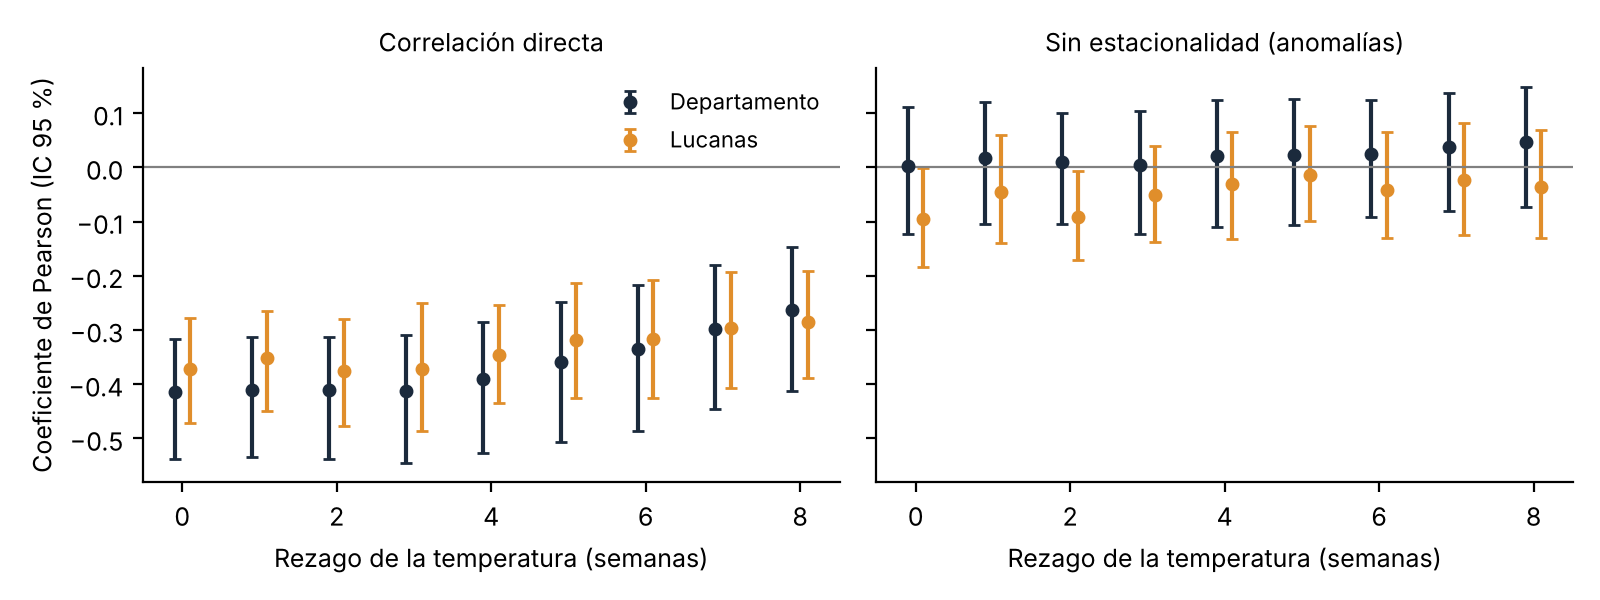 Correlación directa
Sin estacionalidad (anomalías)
Coeficiente de Pearson (IC 95 %)
0.1
0.0
−0.1
−0.2
−0.3
−0.4
−0.5
Departamento
Lucanas
0 2 4 6 8
0 2 4 6 8
Rezago de la temperatura (semanas)
Rezago de la temperatura (semanas)